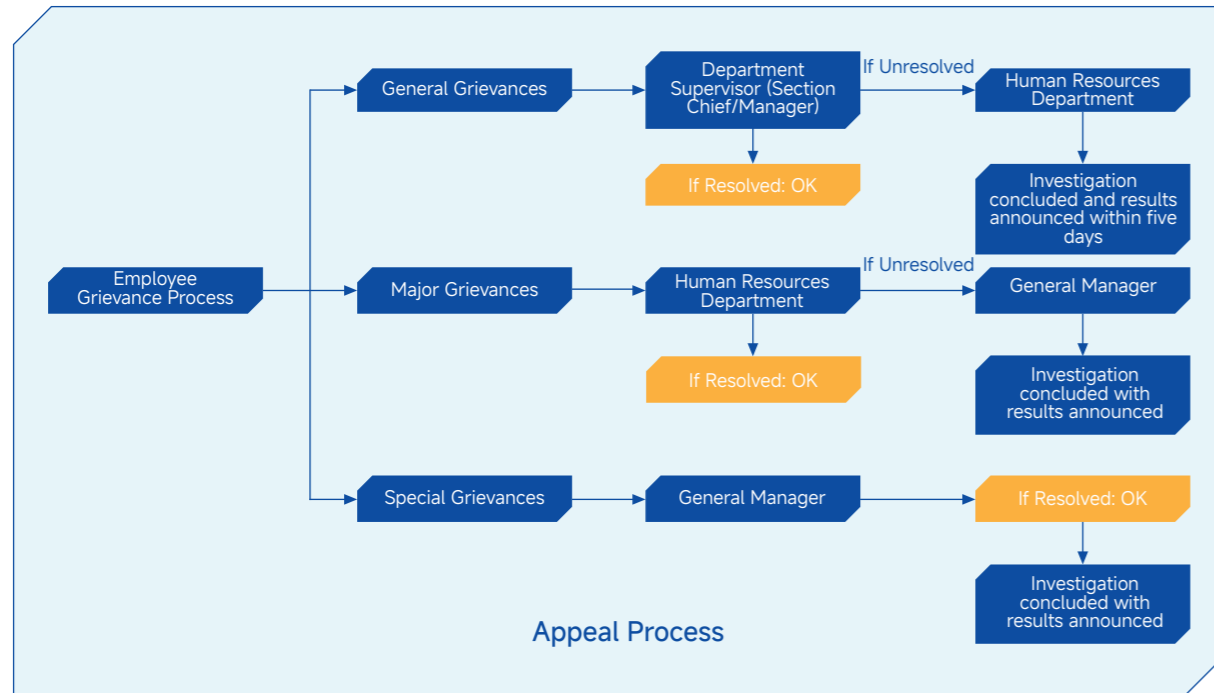 General Grievances
Department
Supervisor (Section
Chief/Manager)
If Unresolved
Human Resources
Department
If Resolved: OK
Investigation
concluded and results
announced within five
days
Employee
Grievance Process
Major Grievances
Human Resources
Department
If Unresolved
General Manager
If Resolved: OK
Investigation
concluded with
results announced
Special Grievances
General Manager
If Resolved: OK
Investigation
concluded with
results announced
Appeal Process